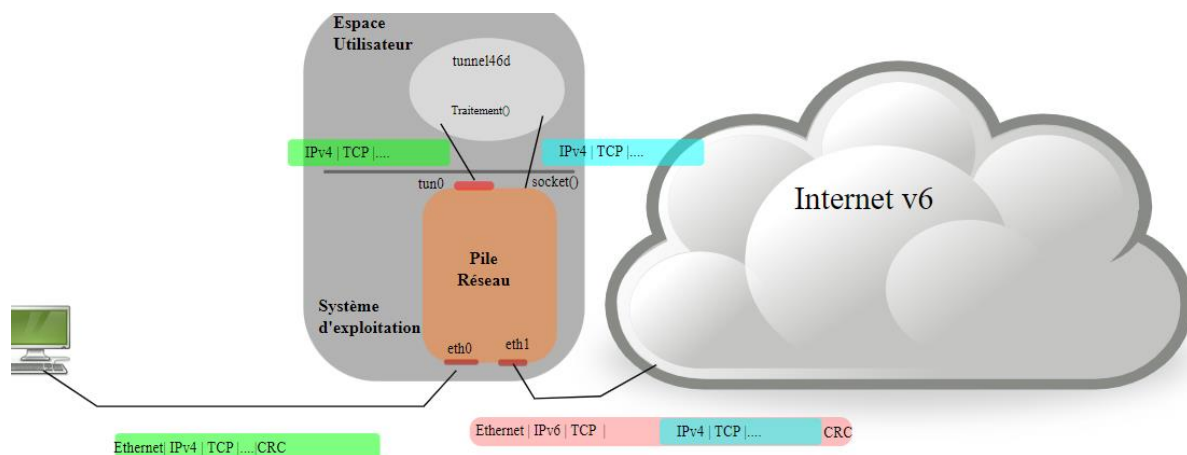 Espace
Utilisateur
tunnel46d
Traitement()
IPv4 | TCP |....
IPv4 | TCP |....
tun0
socket()
Internet v6
Pile
Réseau
Système
d'exploitation
eth0
eth1
Ethernet | IPv6 | TCP |
IPv4 | TCP |....
CRC
Ethernet| IPv4 | TCP |....|CRC